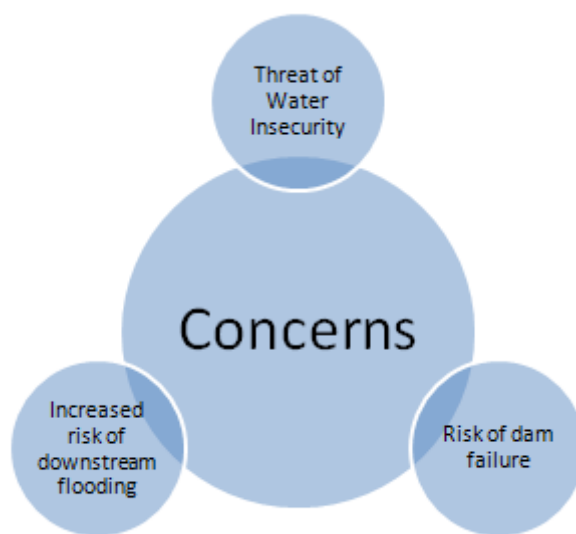 Threat of
Water
Insecurity
Concerns
Increased
risk of
downstream
flooding
Risk of dam
failure